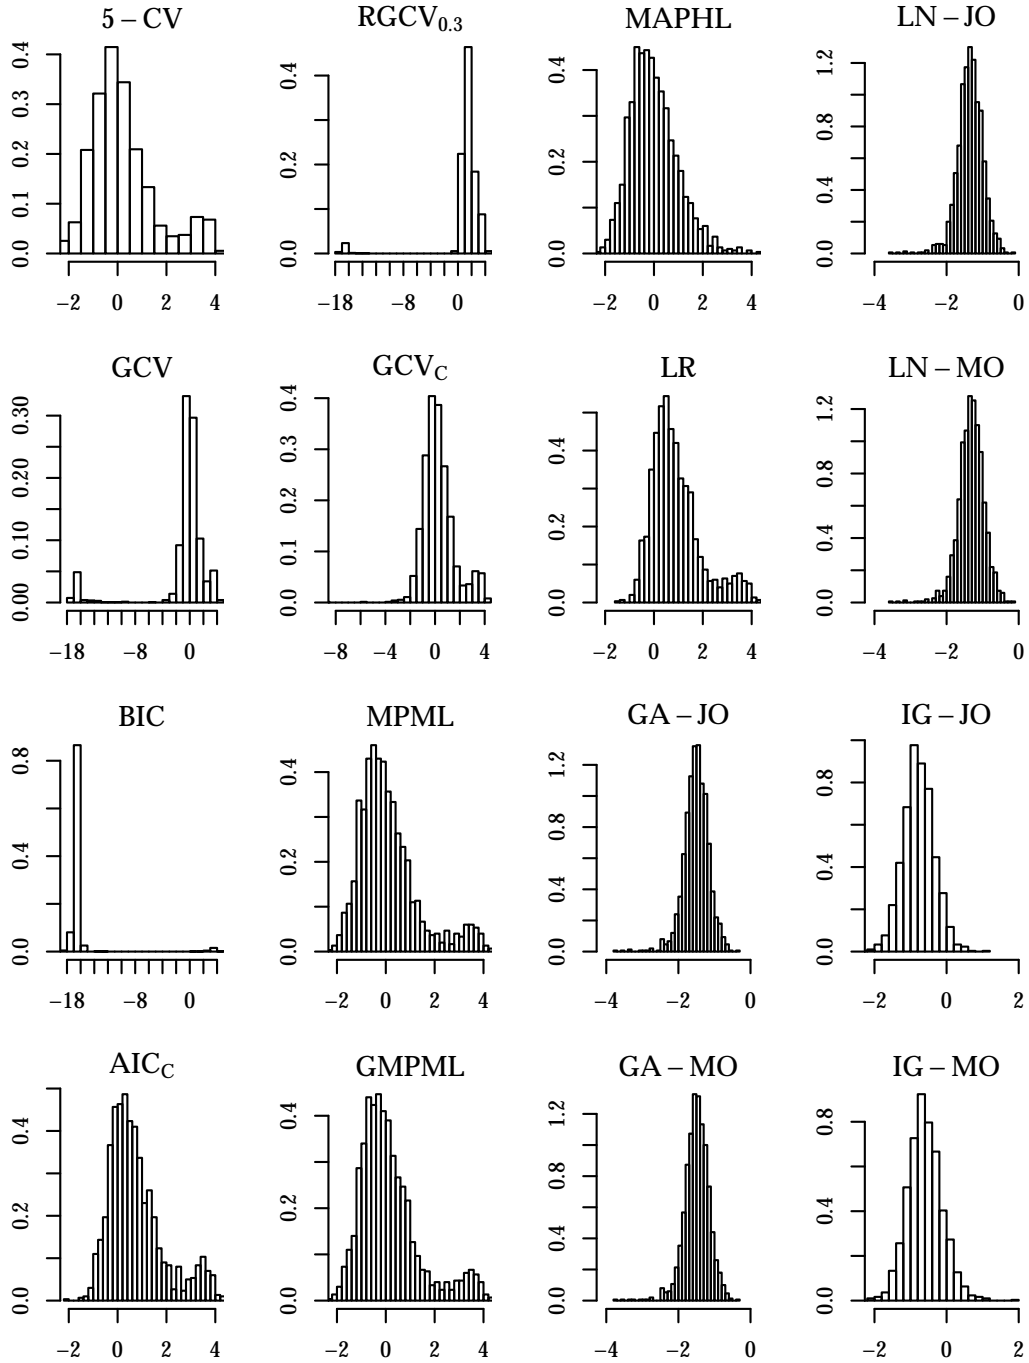 5 – CV
RGCV0.3
MAPHL
LN – JO
0.0 0.1 0.2 0.3 0.4
0.0 0.2 0.4
0.0 0.2 0.4
0.0 0.4 0.8 1.2
−2 0 2 4
−18 −8 0
−2 0 2 4
−4 −2 0
GCV
GCVC
LR
LN – MO
0.00 0.10 0.20 0.30
0.0 0.1 0.2 0.3 0.4
0.0 0.2 0.4
0.0 0.4 0.8 1.2
−18 −8 0
−8 −4 0 4
−2 0 2 4
−4 −2 0
BIC
MPML
GA – JO
IG – JO
0.0 0.4 0.8
0.0 0.2 0.4
0.0 0.4 0.8 1.2
0.0 0.4 0.8
−18 −8 0
−2 0 2 4
−4 −2 0
−2 0 2
AICC
GMPML
GA – MO
IG – MO
0.0 0.2 0.4
0.0 0.2 0.4
0.0 0.4 0.8 1.2
0.0 0.4 0.8
−2 0 2 4
−2 0 2 4
−4 −2 0
−2 0 2